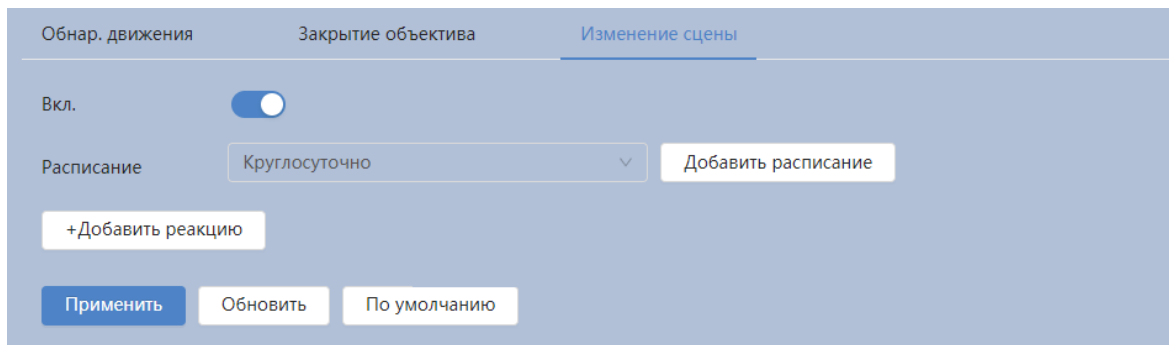 Обнар. движения Закрытие объектива Изменение сцены
Вкл.
Расписание Круглосуточно Добавить расписание
+Добавить реакцию
Применить Обновить По умолчанию